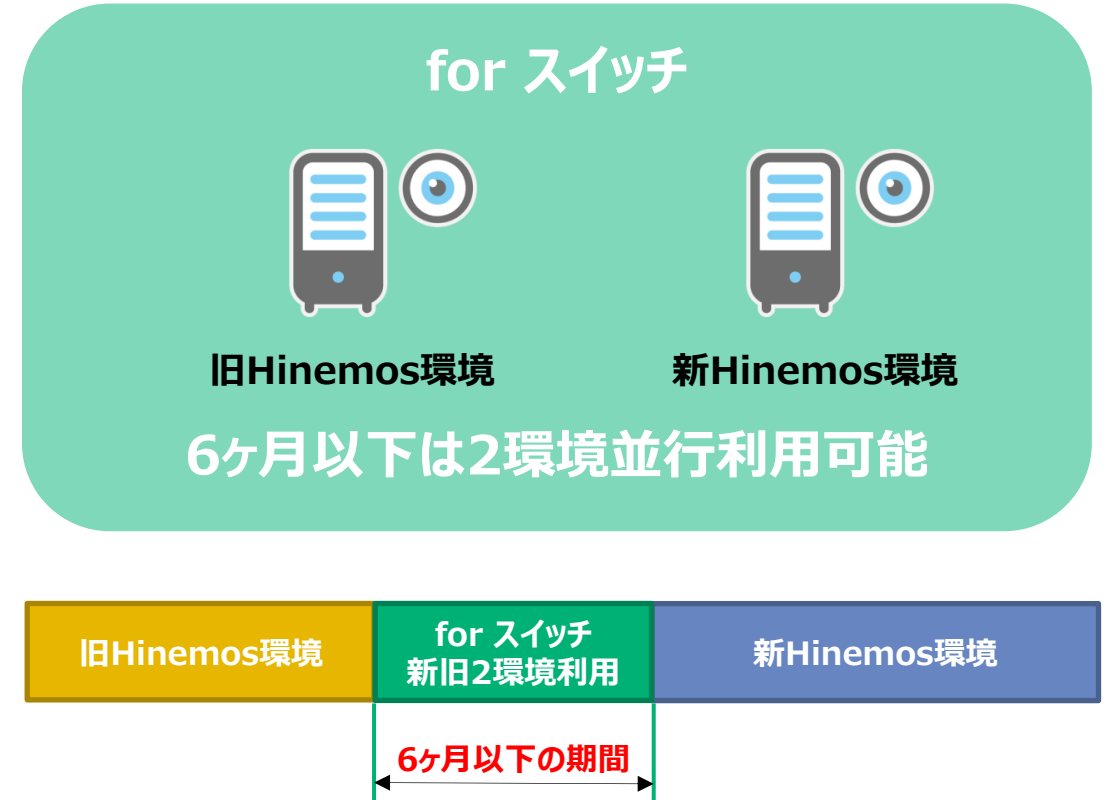 for スイッチ
旧Hinemos環境
新Hinemos環境
6ヶ月以下は2環境並行利用可能
旧Hinemos環境
for スイッチ
新旧2環境利用
新Hinemos環境
6ヶ月以下の期間